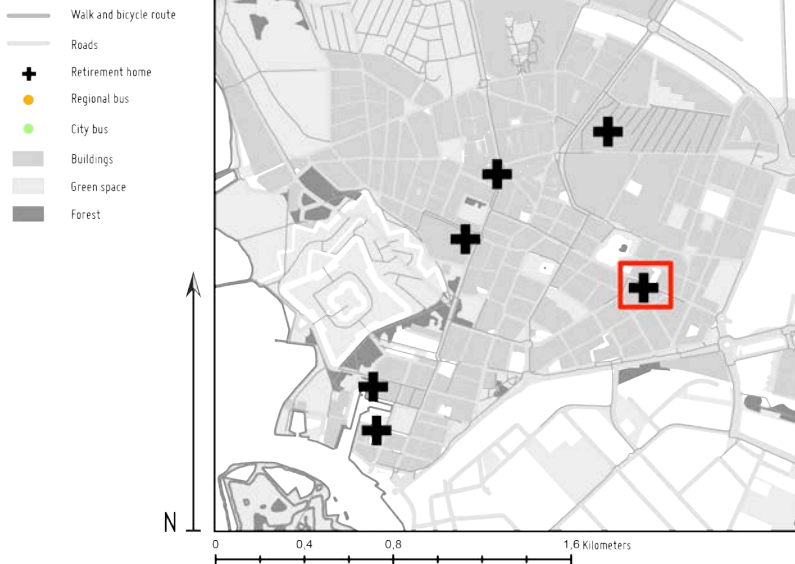 Walk and bicycle route
Roads
Retirement home
Regional bus
City bus
Buildings
Green space
Forest
N
0 0,4 0,8 1,6 Kilometers